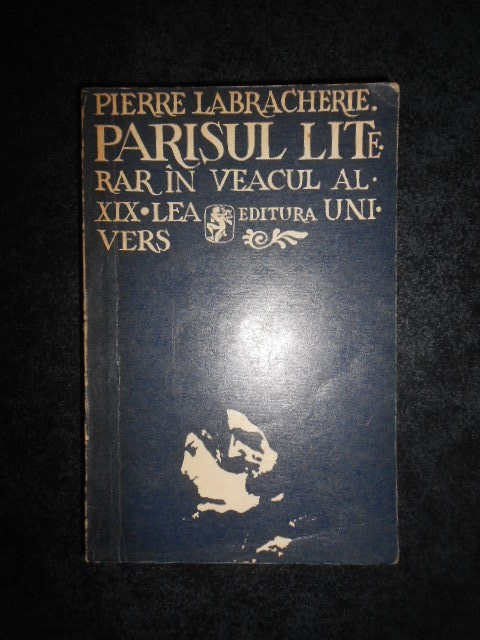 PIERRE LABRACHERIE.
PARISUL LITE·
RAR ÎN VEACUL AL·
XIX·LEA EDITURA UNI·
VERS